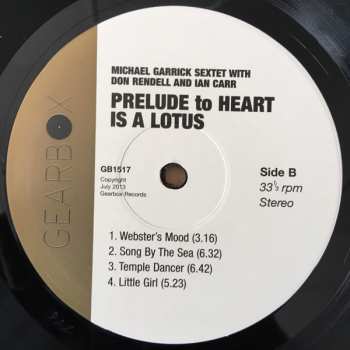 MICHAEL GARRICK SEXTET WITH
DON RENDELL AND IAN CARR
PRELUDE to HEART
IS A LOTUS
GEARBOX
GB1517
Copyright
July 2013
Gearbox Records
Side B
33⅓ rpm
Stereo
1. Webster's Mood (3.16)
2. Song By The Sea (6.32)
3. Temple Dancer (6.42)
4. Little Girl (5.23)